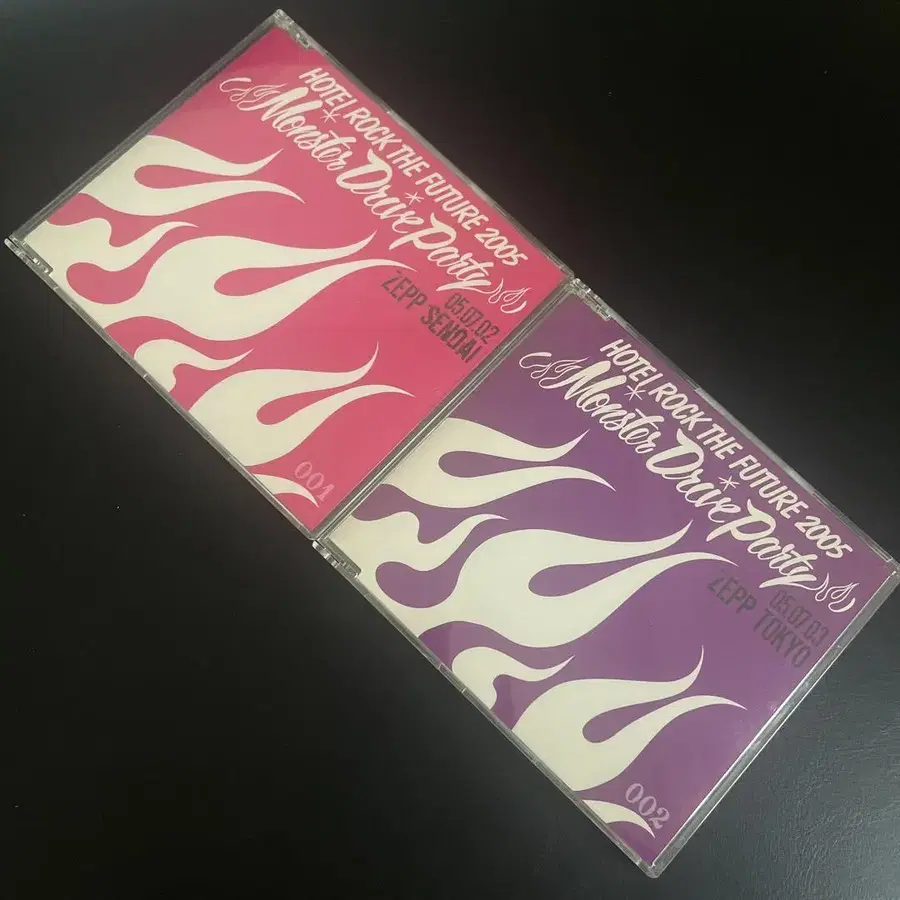 HOTEI ROCK THE FUTURE 2005
Monster Drive Party
05.07.02
ZEPP SENDAI
001
HOTEI ROCK THE FUTURE 2005
Monster Drive Party
05.07.03
ZEPP TOKYO
002